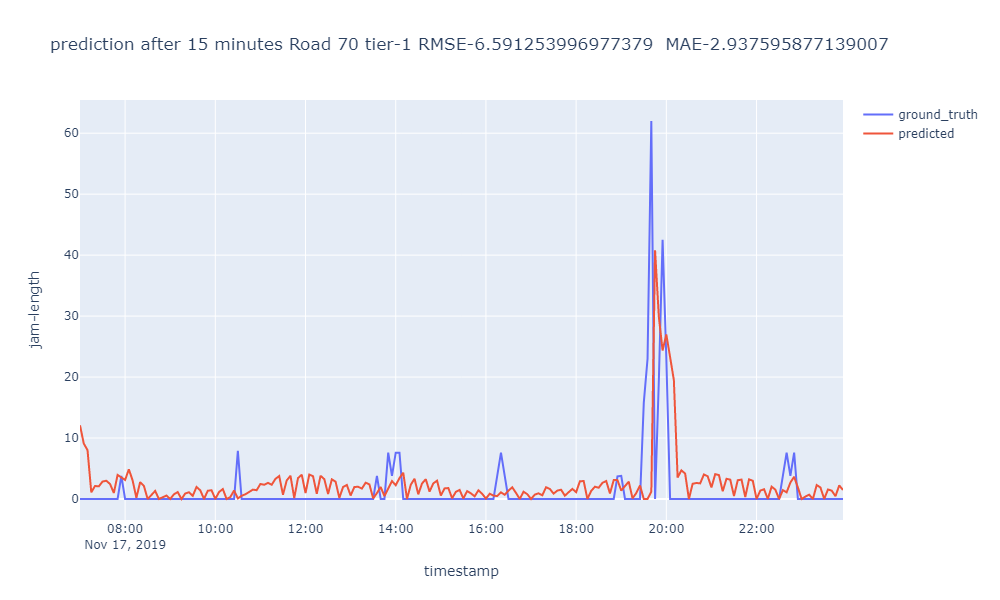 prediction after 15 minutes Road 70 tier-1 RMSE-6.591253996977379 MAE-2.937595877139007
ground_truth
predicted
60
50
40
30
20
10
0
jam-length
08:00 10:00 12:00 14:00 16:00 18:00 20:00 22:00
Nov 17, 2019
timestamp